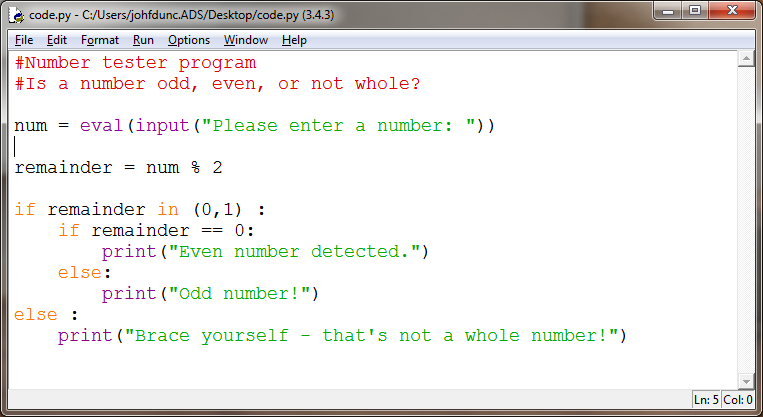 code.py - C:/Users/johfdunc.ADS/Desktop/code.py (3.4.3)
File Edit Format Run Options Window Help
#Number tester program
#Is a number odd, even, or not whole?
num = eval(input("Please enter a number: "))
remainder = num % 2
if remainder in (0,1) :
    if remainder == 0:
        print("Even number detected.")
    else:
        print("Odd number!")
else :
    print("Brace yourself - that's not a whole number!")
Ln: 5 Col: 0